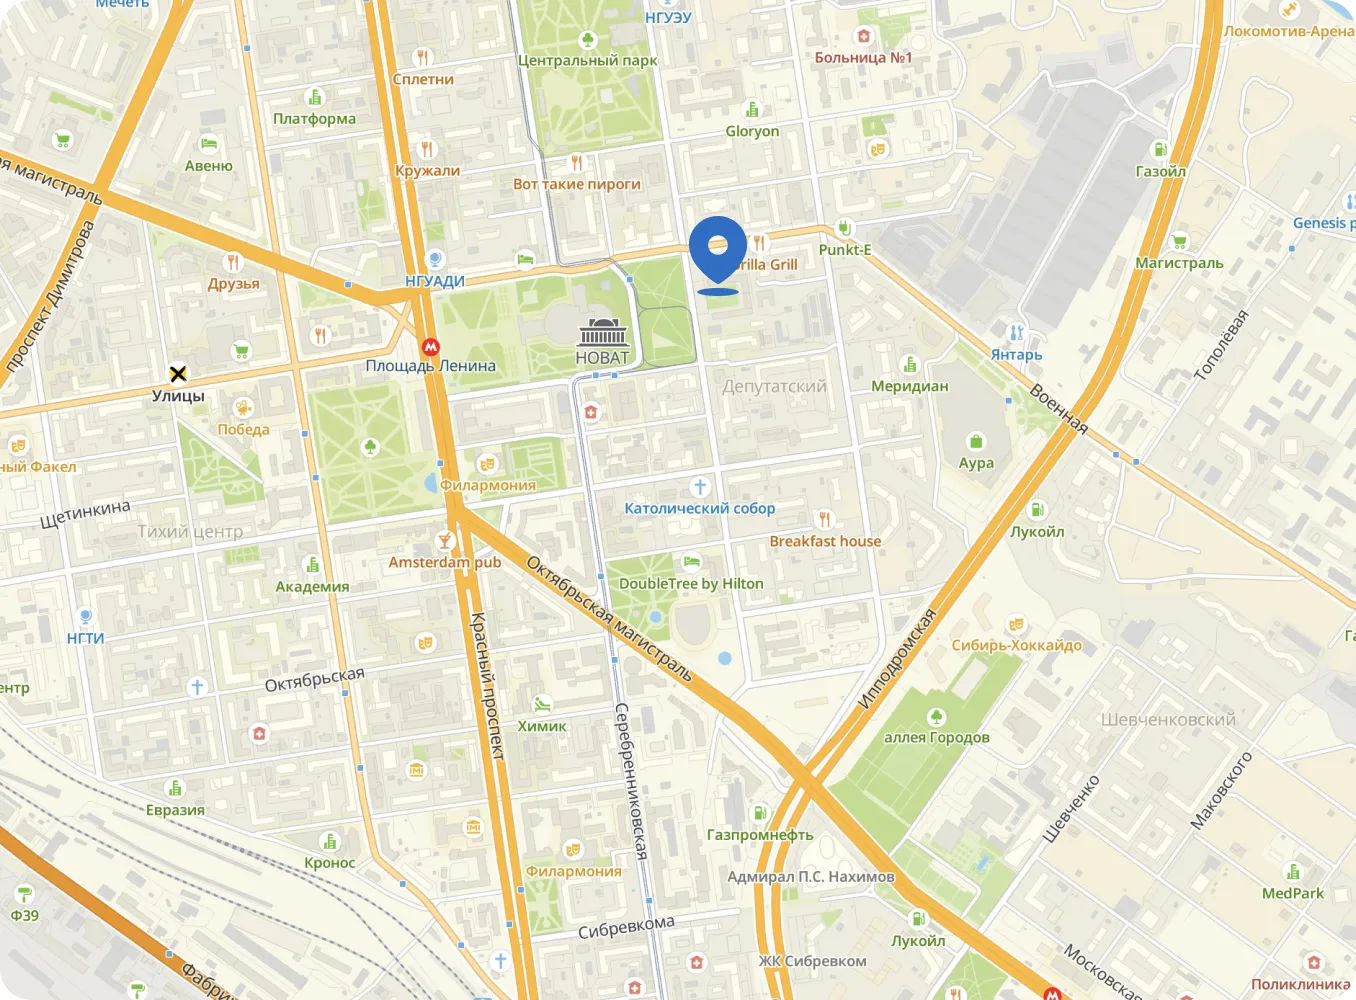 Мечеть
НГУЭУ
Локомотив-Арена
Больница №1
Центральный парк
Сплетни
Платформа
Gloryon
Авеню
Кружали
Вот такие пироги
Газойл
магистраль
Genesis
Punkt-E
Магистраль
rilla Grill
Друзья
НГУАДИ
проспект Димитрова
НОВАТ
Площадь Ленина
Янтарь
Тополёвая
Улицы
Депутатский
Меридиан
Военная
Победа
ный Факел
Аура
Филармония
Щетинкина
Тихий центр
Католический собор
Лукойл
Breakfast house
Amsterdam pub
Академия
DoubleTree by Hilton
Октябрьская магистраль
НГТИ
Сибирь-Хоккайдо
Красный проспект
Ипподромская
ентр
Октябрьская
Химик
Серебренниковская
аллея Городов
Шевченковский
Евразия
Газпромнефть
Шевченко
Маковского
Кронос
Филармония
Адмирал П.С. Нахимов
MedPark
Ф39
Сибревкома
Лукойл
ЖК Сибревком
Московская
Поликлиника
Фабри